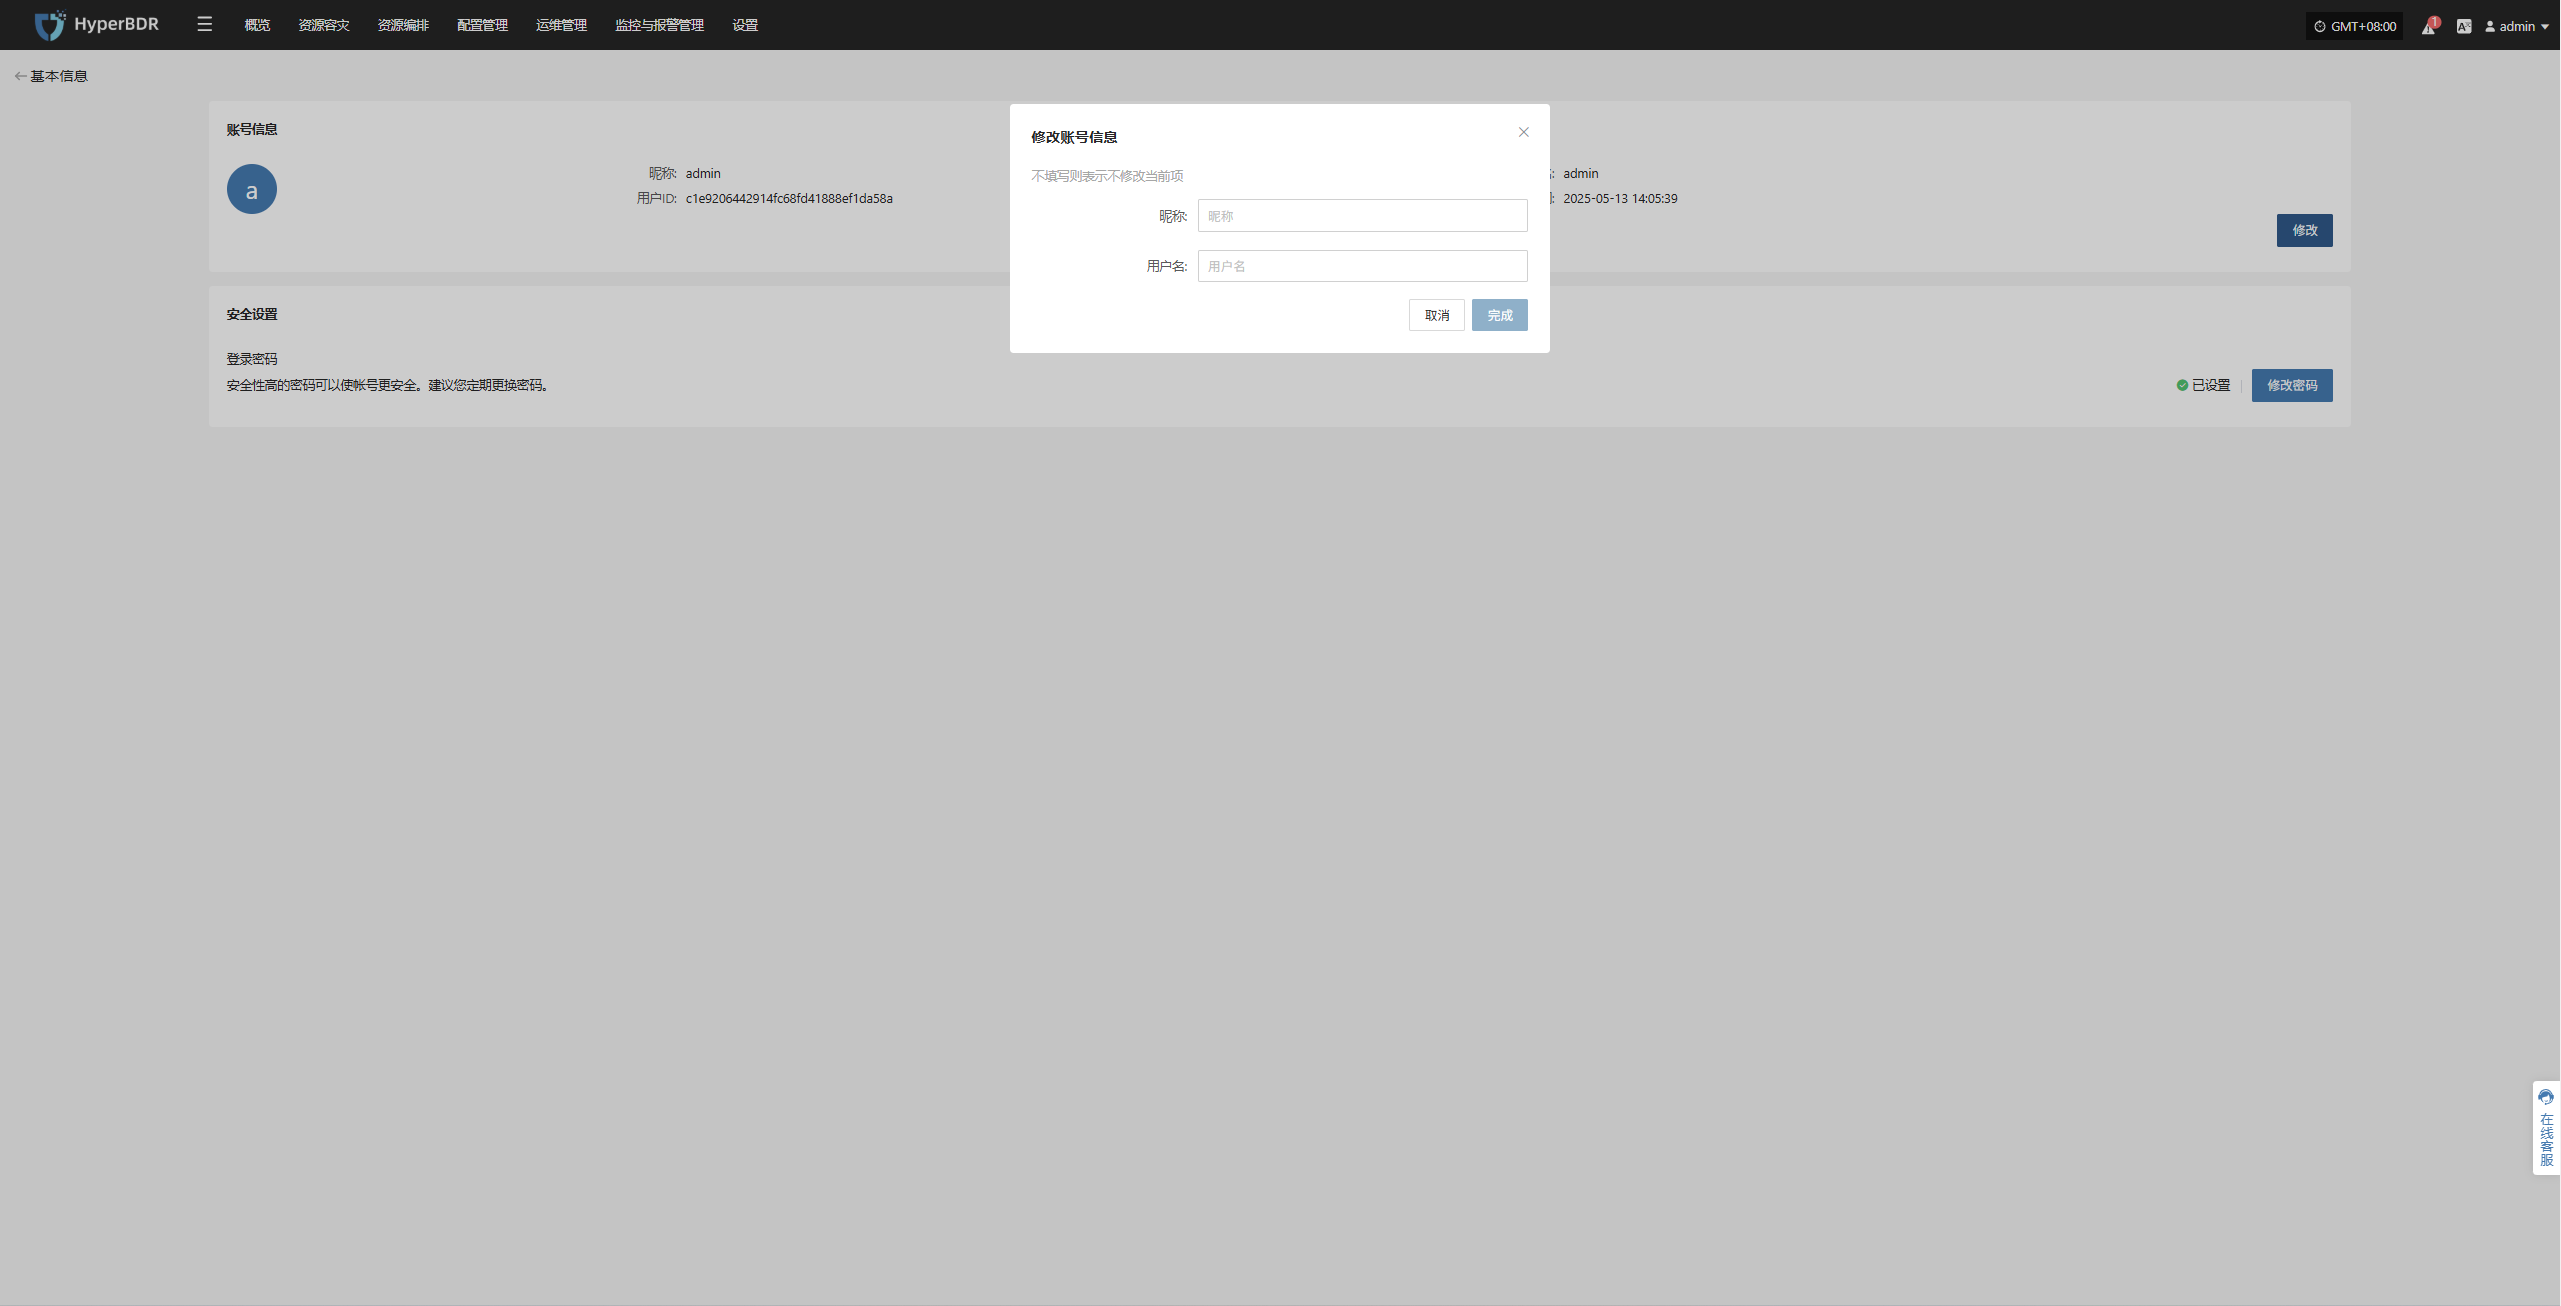 HyperBDR 概览 资源容灾 资源编排 配置管理 运维管理 监控与报警管理 设置 GMT+08:00 1 admin
基本信息
账号信息
a
昵称: admin
用户ID: c1e9206442914fc68fd41888ef1da58a
admin
2025-05-13 14:05:39
修改
修改账号信息
不填写则表示不修改当前项
昵称: 昵称
用户名: 用户名
取消 完成
安全设置
登录密码
安全性高的密码可以使帐号更安全。建议您定期更换密码。
已设置 修改密码
在线客服